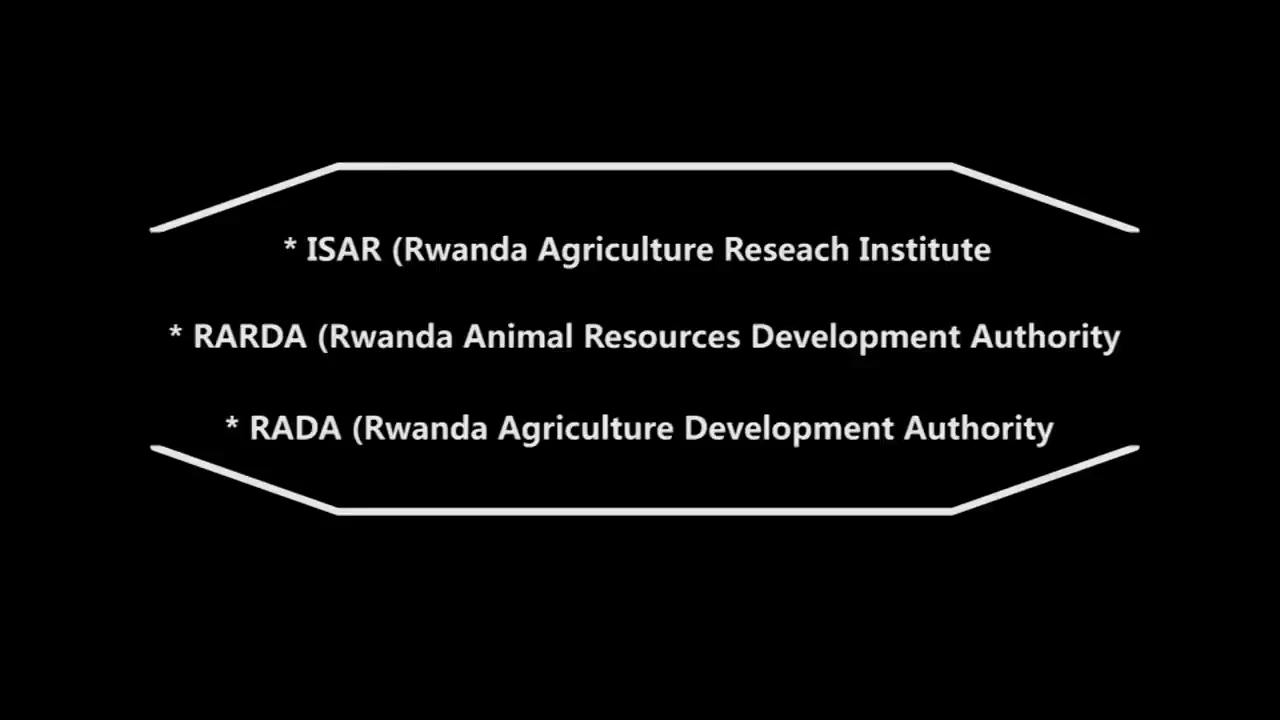 * ISAR (Rwanda Agriculture Reseach Institute
* RARDA (Rwanda Animal Resources Development Authority
* RADA (Rwanda Agriculture Development Authority